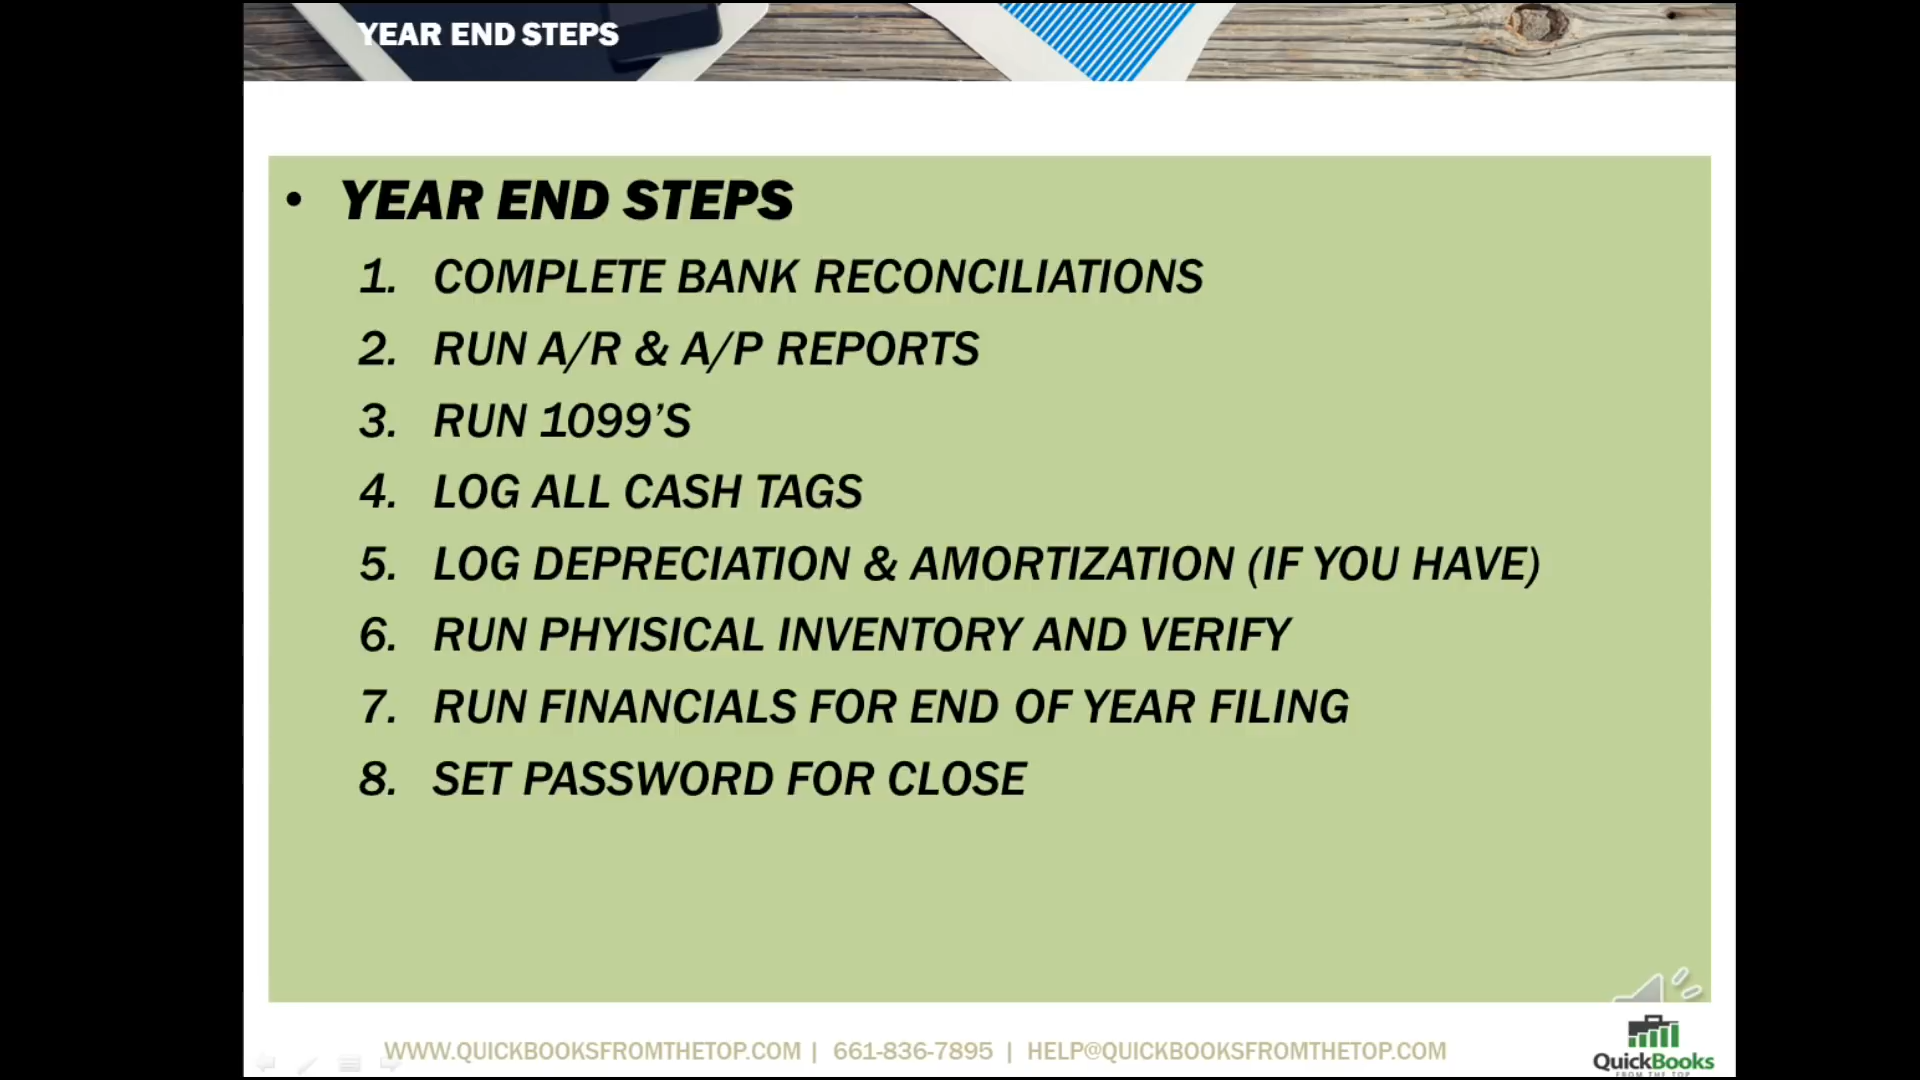 YEAR END STEPS
• YEAR END STEPS
1. COMPLETE BANK RECONCILIATIONS
2. RUN A/R & A/P REPORTS
3. RUN 1099’S
4. LOG ALL CASH TAGS
5. LOG DEPRECIATION & AMORTIZATION (IF YOU HAVE)
6. RUN PHYISICAL INVENTORY AND VERIFY
7. RUN FINANCIALS FOR END OF YEAR FILING
8. SET PASSWORD FOR CLOSE
WWW.QUICKBOOKSFROMTHETOP.COM | 661-836-7895 | HELP@QUICKBOOKSFROMTHETOP.COM
QuickBooks
FROM THE TOP